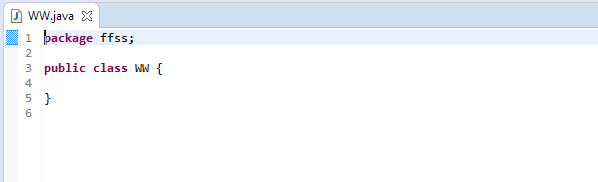 WW.java
1 package ffss;
2
3 public class WW {
4
5 }
6